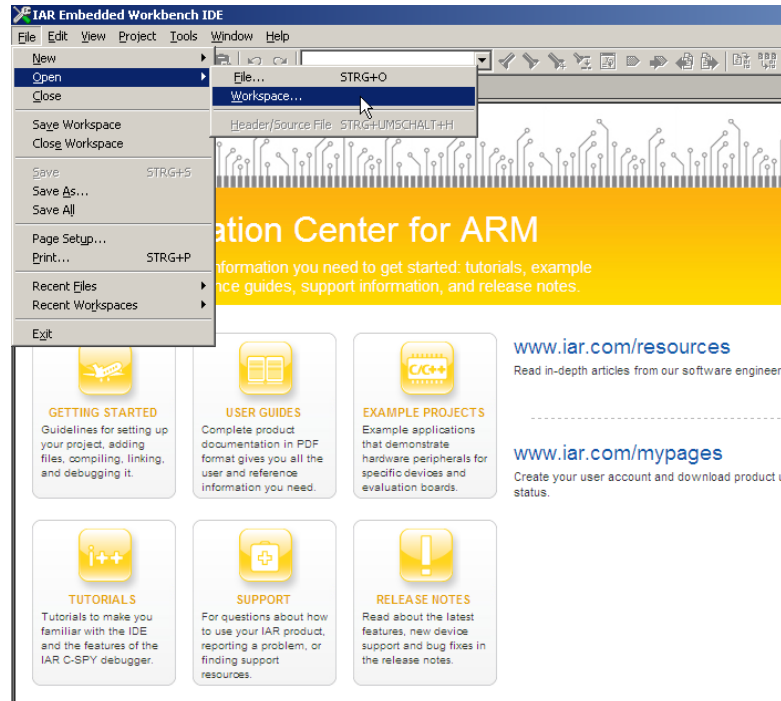 IAR Embedded Workbench IDE
File Edit View Project Tools Window Help
New
Open
Close
Save Workspace
Close Workspace
Save STRG+S
Save As...
Save All
Page Setup...
Print... STRG+P
Recent Files
Recent Workspaces
Exit
File... STRG+O
Workspace...
Header/Source File STRG+UMSCHALT+H
ation Center for ARM
nformation you need to get started: tutorials, example
nce guides, support information, and release notes.
GETTING STARTED
Guidelines for setting up
your project, adding
files, compiling, linking,
and debugging it.
USER GUIDES
Complete product
documentation in PDF
format gives you all the
user and reference
information you need.
C/C++
EXAMPLE PROJECTS
Example applications
that demonstrate
hardware peripherals for
specific devices and
evaluation boards.
www.iar.com/resources
Read in-depth articles from our software engineer
www.iar.com/mypages
Create your user account and download product u
status.
i++
TUTORIALS
Tutorials to make you
familiar with the IDE
and the features of the
IAR C-SPY debugger.
SUPPORT
For questions about how
to use your IAR product,
reporting a problem, or
finding support
resources.
RELEASE NOTES
Read about the latest
features, new device
support and bug fixes in
the release notes.